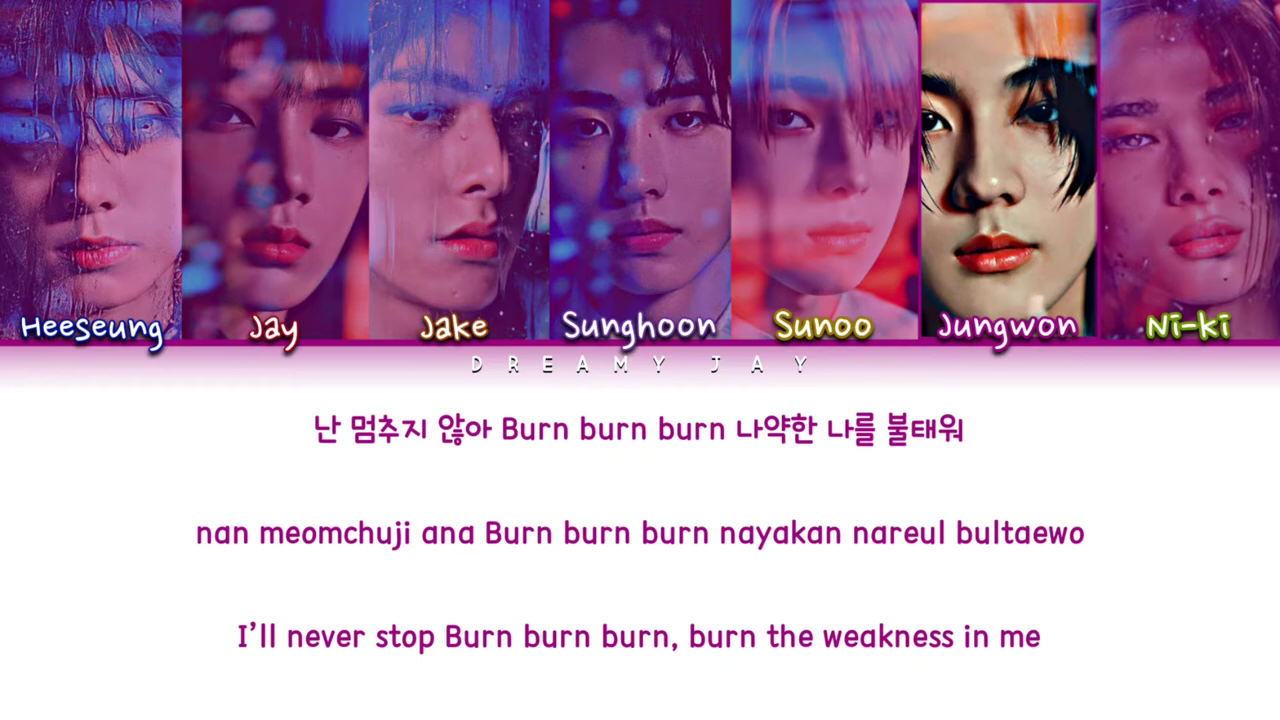 Heeseung Jay Jake Sunghoon Sunoo Jungwon Ni-ki
DREAMY JAY
난 멈추지 않아 Burn burn burn 나약한 나를 불태워
nan meomchuji ana Burn burn burn nayakan nareul bultaewo
I'll never stop Burn burn burn, burn the weakness in me